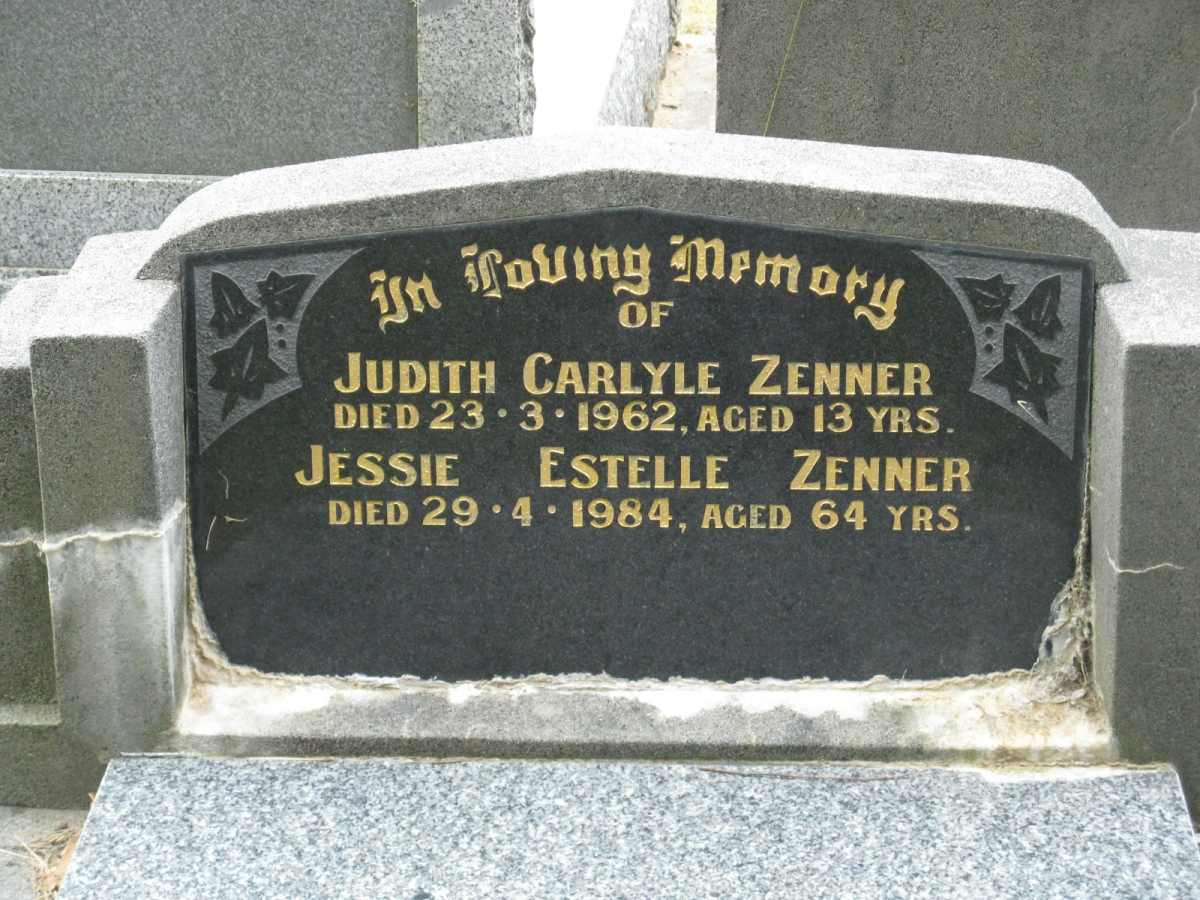 In Loving Memory
OF
JUDITH CARLYLE ZENNER
DIED 23·3·1962, AGED 13 YRS.
JESSIE ESTELLE ZENNER
DIED 29·4·1984, AGED 64 YRS.